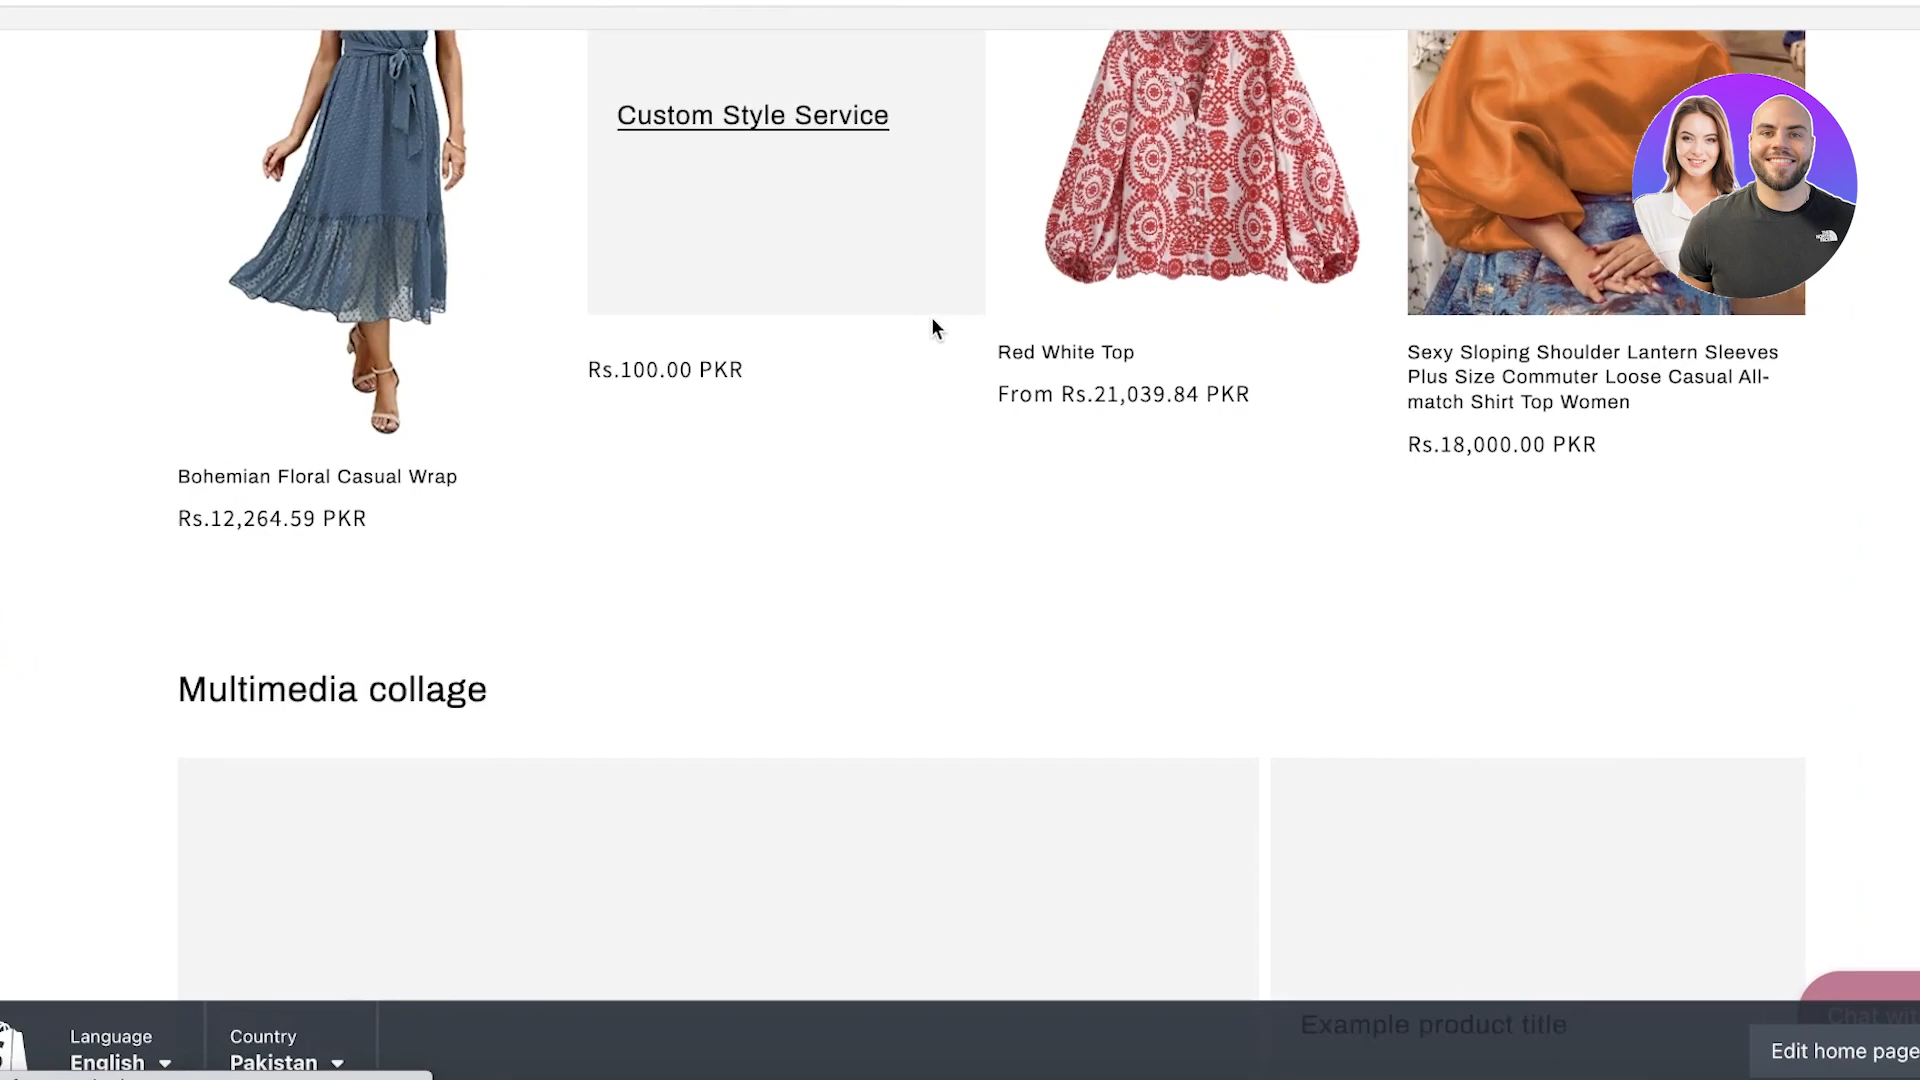 Custom Style Service
Rs.100.00 PKR
Red White Top
From Rs.21,039.84 PKR
Sexy Sloping Shoulder Lantern Sleeves
Plus Size Commuter Loose Casual All-
match Shirt Top Women
Rs.18,000.00 PKR
Bohemian Floral Casual Wrap
Rs.12,264.59 PKR
Multimedia collage
Example product title
Chat wit
Language
English
Country
Pakistan
Edit home page